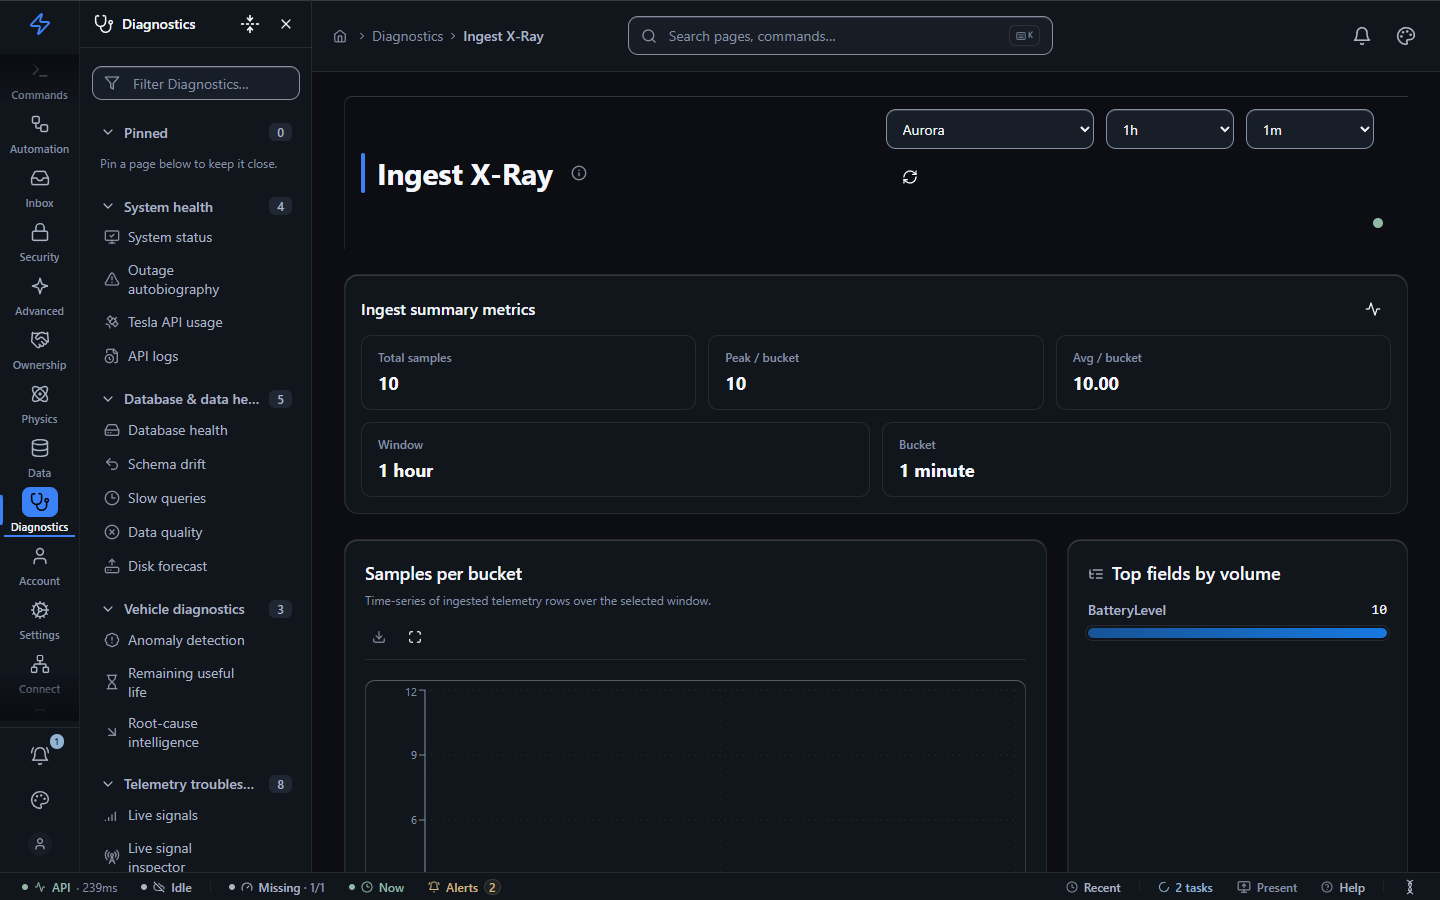 Diagnostics
Diagnostics
Ingest X-Ray
Search pages, commands...
K
Commands
Automation
Inbox
Security
Advanced
Ownership
Physics
Data
Diagnostics
Account
Settings
Connect
1
Filter Diagnostics...
Pinned
0
Pin a page below to keep it close.
System health
4
System status
Outage
autobiography
Tesla API usage
API logs
Database & data he...
5
Database health
Schema drift
Slow queries
Data quality
Disk forecast
Vehicle diagnostics
3
Anomaly detection
Remaining useful
life
Root-cause
intelligence
Telemetry troubles...
8
Live signals
Live signal
inspector
Ingest X-Ray
Aurora
1h
1m
Ingest summary metrics
Total samples
10
Peak / bucket
10
Avg / bucket
10.00
Window
1 hour
Bucket
1 minute
Samples per bucket
Time-series of ingested telemetry rows over the selected window.
12
9
6
Top fields by volume
BatteryLevel
10
API · 239ms
Idle
Missing · 1/1
Now
Alerts
2
Recent
2 tasks
Present
Help